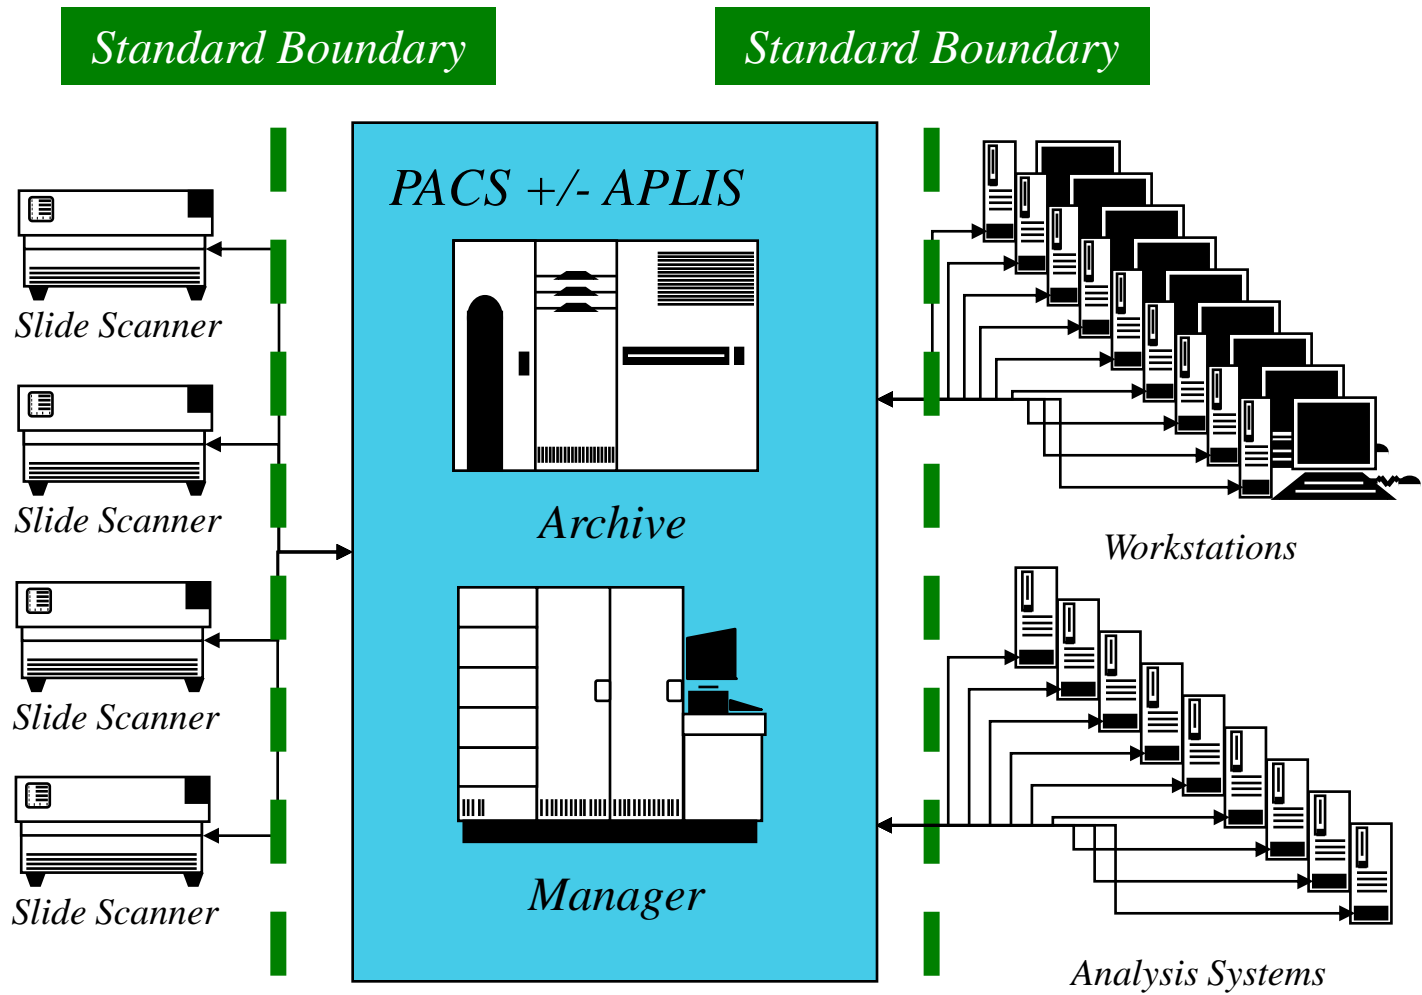 Standard Boundary
Standard Boundary
PACS +/- APLIS
Slide Scanner
Slide Scanner
Slide Scanner
Slide Scanner
Archive
Manager
Workstations
Analysis Systems